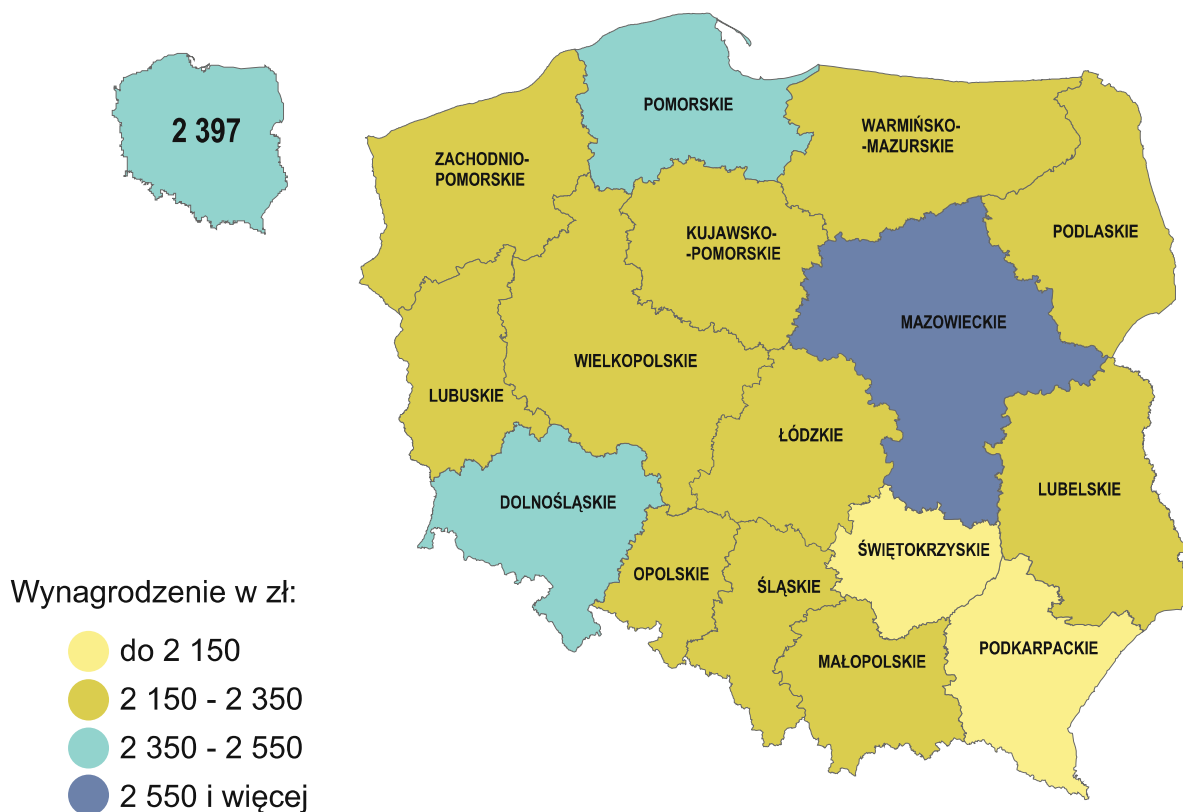 2 397
POMORSKIE
WARMIŃSKO-
-MAZURSKIE
ZACHODNIO-
POMORSKIE
KUJAWSKO-
-POMORSKIE
PODLASKIE
MAZOWIECKIE
WIELKOPOLSKIE
LUBUSKIE
ŁÓDZKIE
LUBELSKIE
DOLNOŚLĄSKIE
ŚWIĘTOKRZYSKIE
OPOLSKIE
ŚLĄSKIE
PODKARPACKIE
MAŁOPOLSKIE
Wynagrodzenie w zł:
do 2 150
2 150 - 2 350
2 350 - 2 550
2 550 i więcej